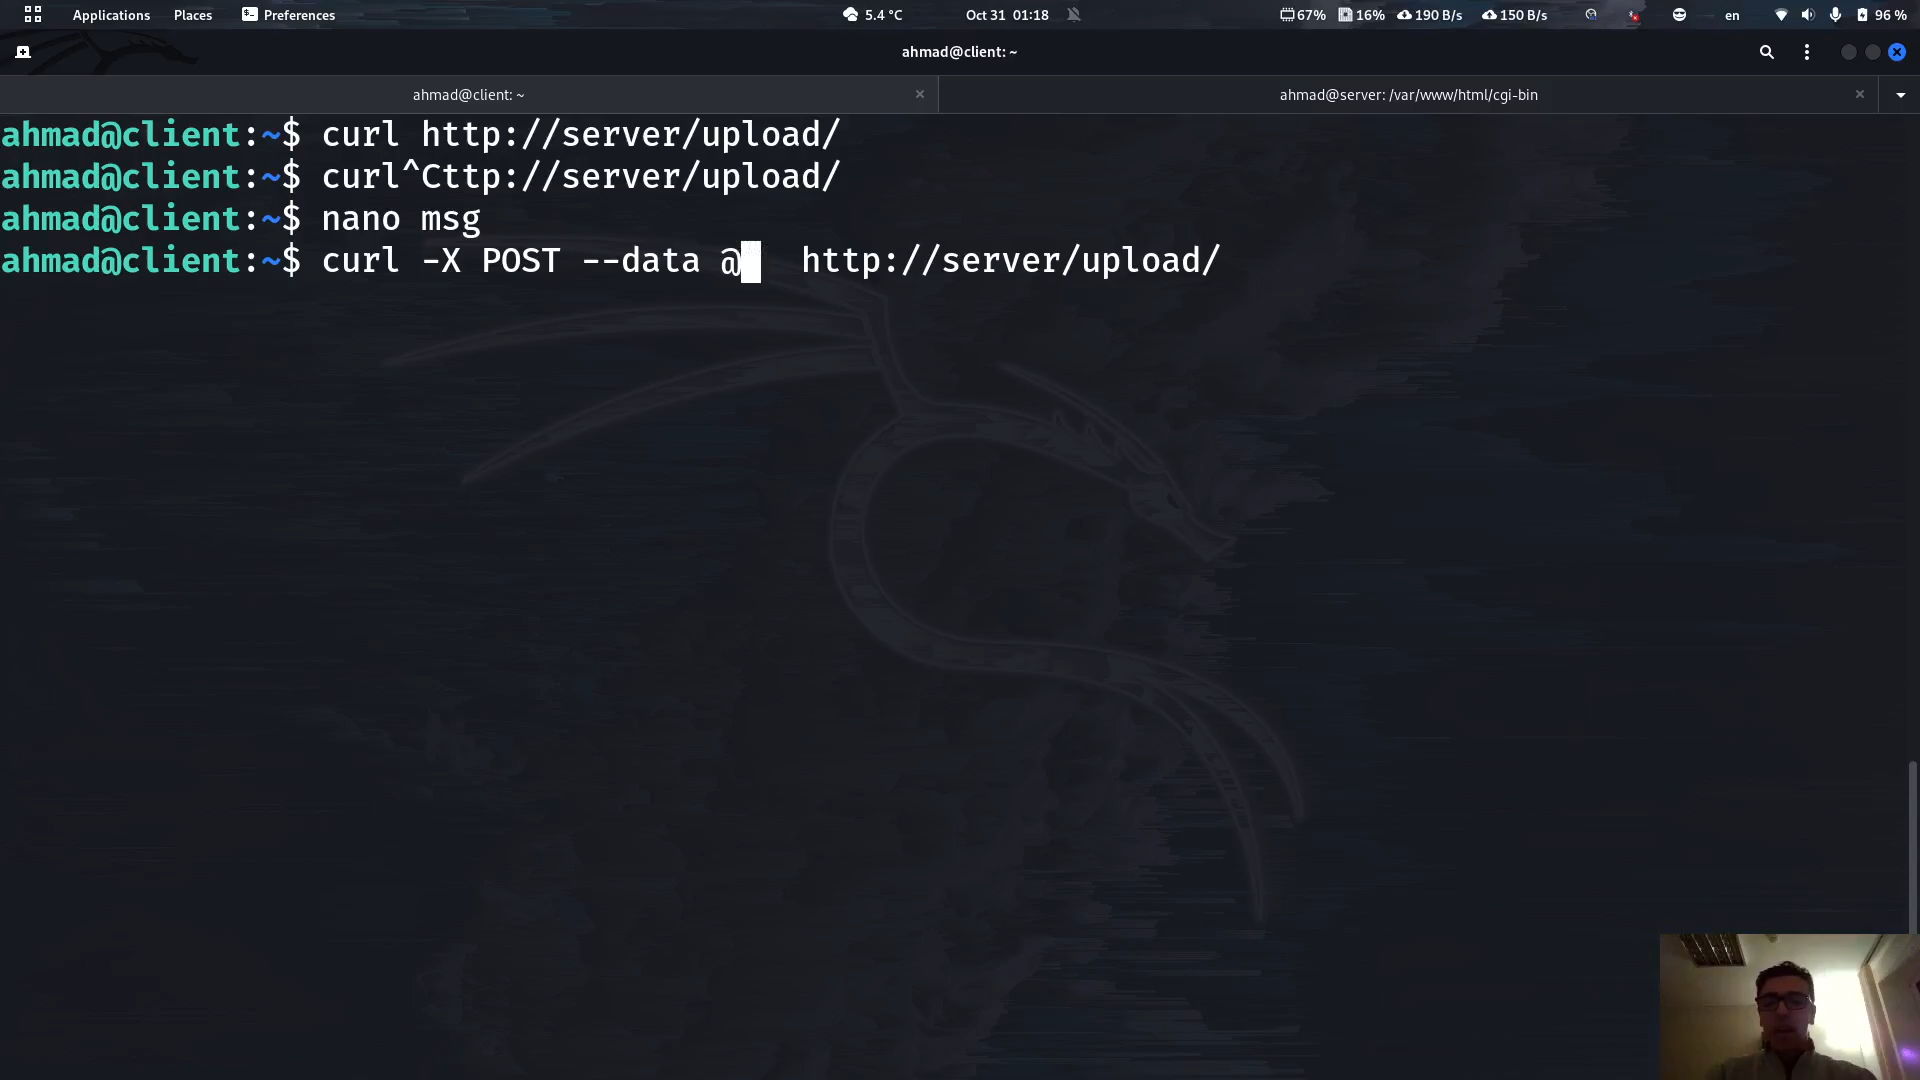 Applications Places Preferences 5.4 °C Oct 31 01:18 67% 16% 190 B/s 150 B/s en 96 %
ahmad@client: ~
ahmad@client: ~ ahmad@server: /var/www/html/cgi-bin
ahmad@client:~$ curl http://server/upload/
ahmad@client:~$ curl^Cttp://server/upload/
ahmad@client:~$ nano msg
ahmad@client:~$ curl -X POST --data @ http://server/upload/